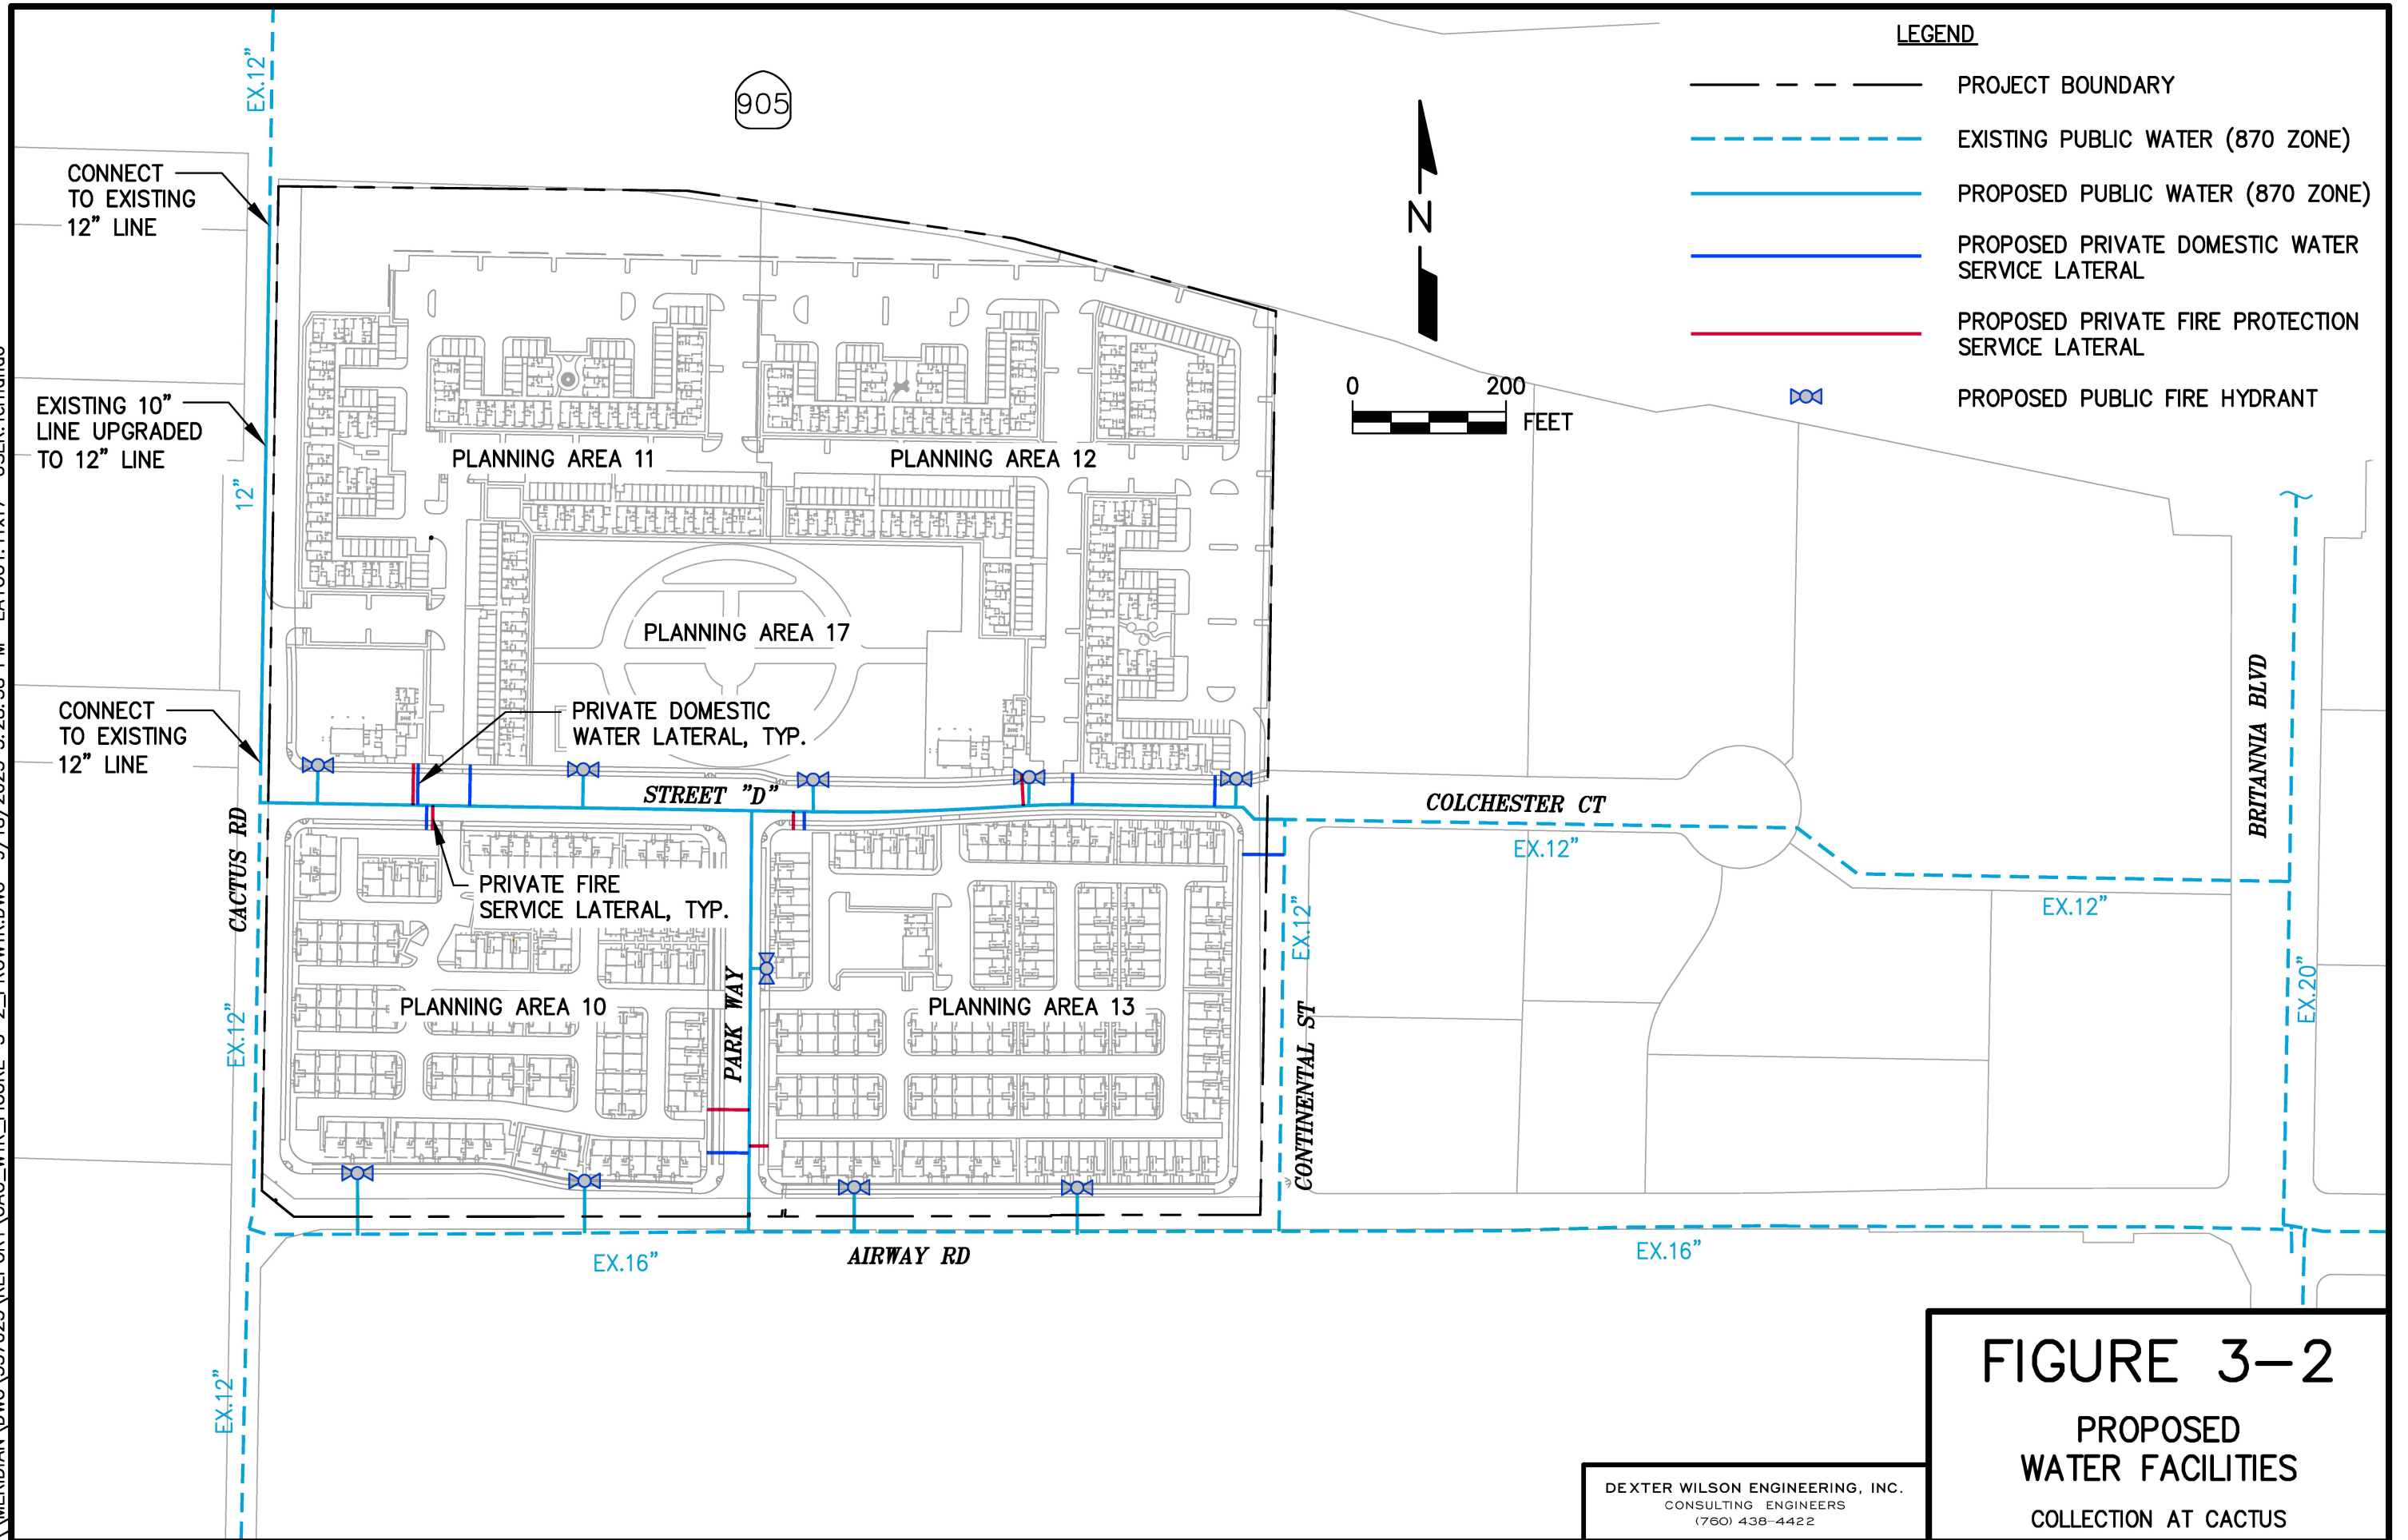 LEGEND
PROJECT BOUNDARY
EXISTING PUBLIC WATER (870 ZONE)
PROPOSED PUBLIC WATER (870 ZONE)
PROPOSED PRIVATE DOMESTIC WATER
SERVICE LATERAL
PROPOSED PRIVATE FIRE PROTECTION
SERVICE LATERAL
PROPOSED PUBLIC FIRE HYDRANT
EX.12"
905
N
0 200
FEET
CONNECT
TO EXISTING
12" LINE
EXISTING 10"
LINE UPGRADED
TO 12" LINE
12"
CONNECT
TO EXISTING
12" LINE
PLANNING AREA 11
PLANNING AREA 12
PLANNING AREA 17
PRIVATE DOMESTIC
WATER LATERAL, TYP.
STREET "D"
COLCHESTER CT
EX.12"
EX.12"
BRITANNIA BLVD
EX.20"
CACTUS RD
EX.12"
PRIVATE FIRE
SERVICE LATERAL, TYP.
PLANNING AREA 10
PARK WAY
PLANNING AREA 13
EX.12"
CONTINENTAL ST
EX.16"
AIRWAY RD
EX.16"
EX.12"
FIGURE 3-2
PROPOSED
WATER FACILITIES
COLLECTION AT CACTUS
DEXTER WILSON ENGINEERING, INC.
CONSULTING ENGINEERS
(760) 438-4422